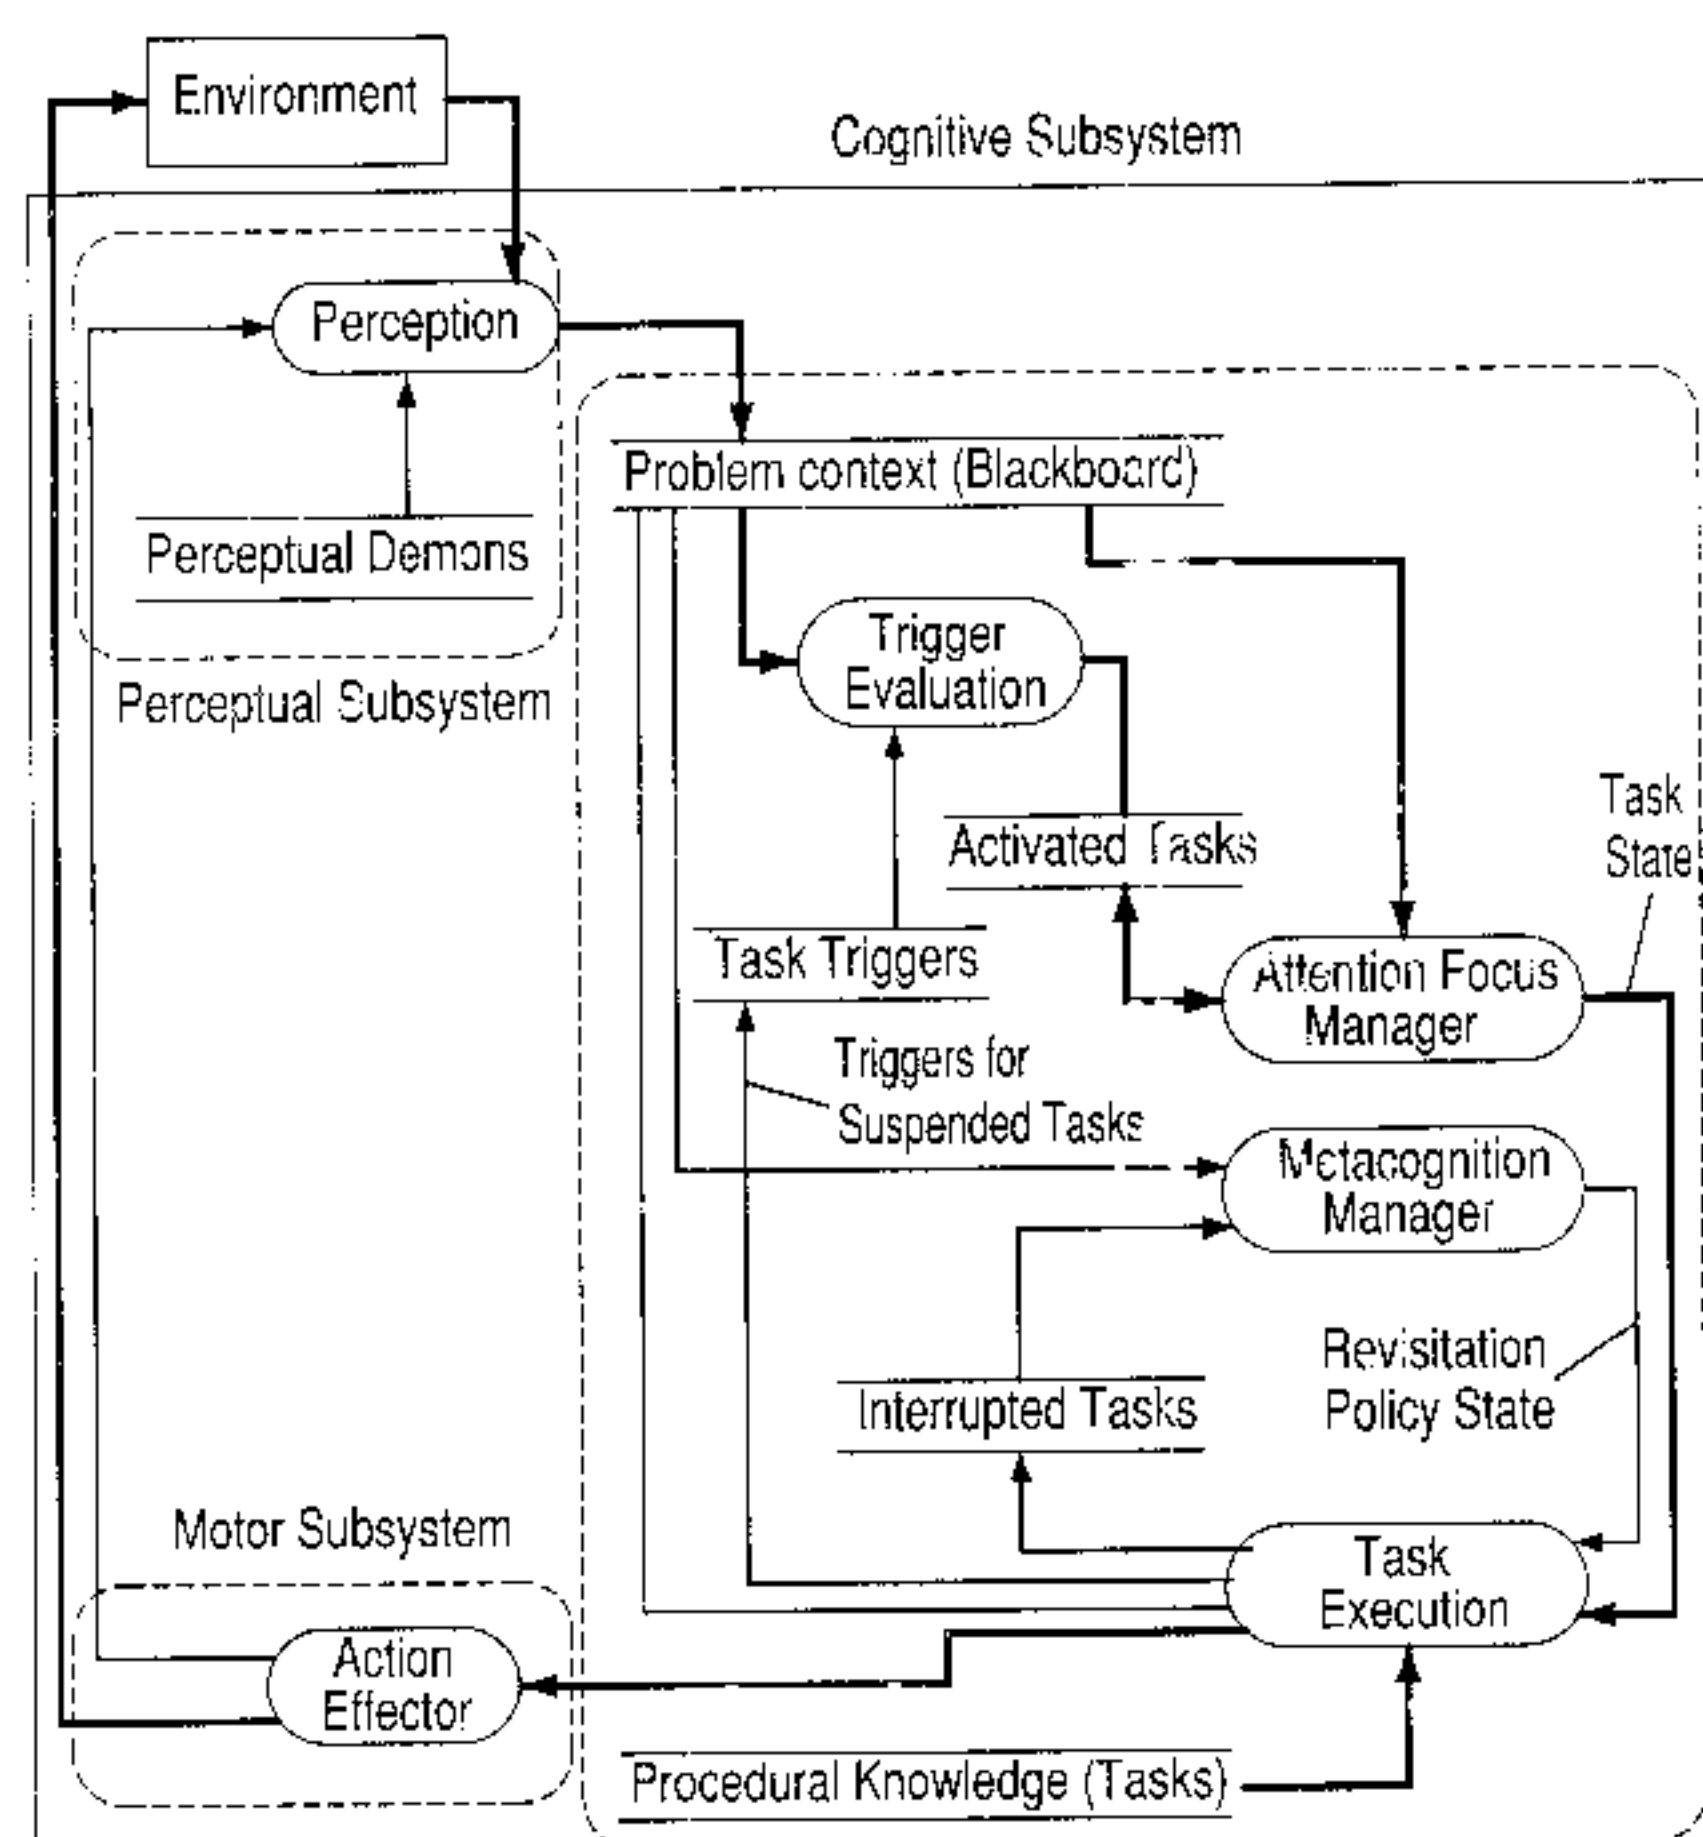 Environment
Cognitive Subsystem
Perception
Problem context (Blackboard)
Perceptual Demons
Trigger
Evaluation
Perceptual Subsystem
Task
State
Activated Tasks
Task Triggers
Attention Focus
Manager
Triggers for
Suspended Tasks
Metacognition
Manager
Revisitation
Policy State
Interrupted Tasks
Motor Subsystem
Task
Execution
Action
Effector
Procedural Knowledge (Tasks)